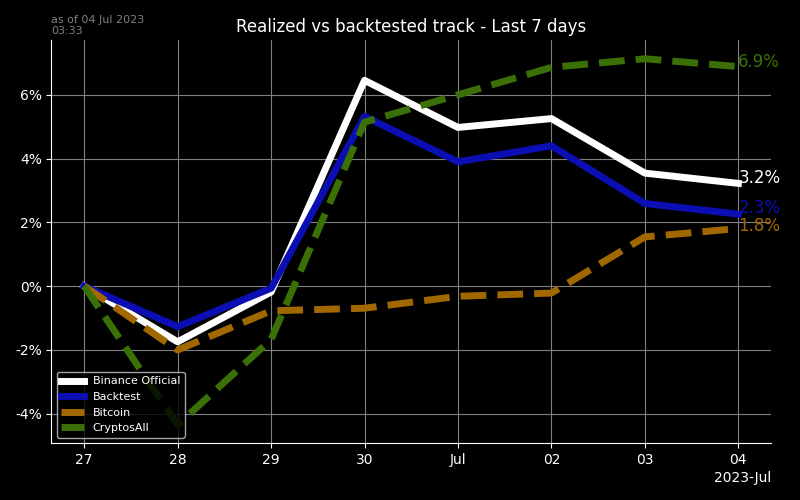 as of 04 Jul 2023
03:33
Realized vs backtested track - Last 7 days
6.9%
6%
4%
3.2%
2.3%
2%
1.8%
0%
-2%
-4%
Binance Official
Backtest
Bitcoin
CryptosAll
27 28 29 30 Jul 02 03 04
2023-Jul